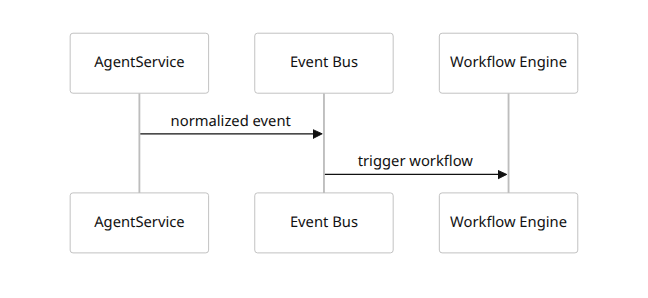 AgentService
Event Bus
Workflow Engine
normalized event
trigger workflow
AgentService
Event Bus
Workflow Engine